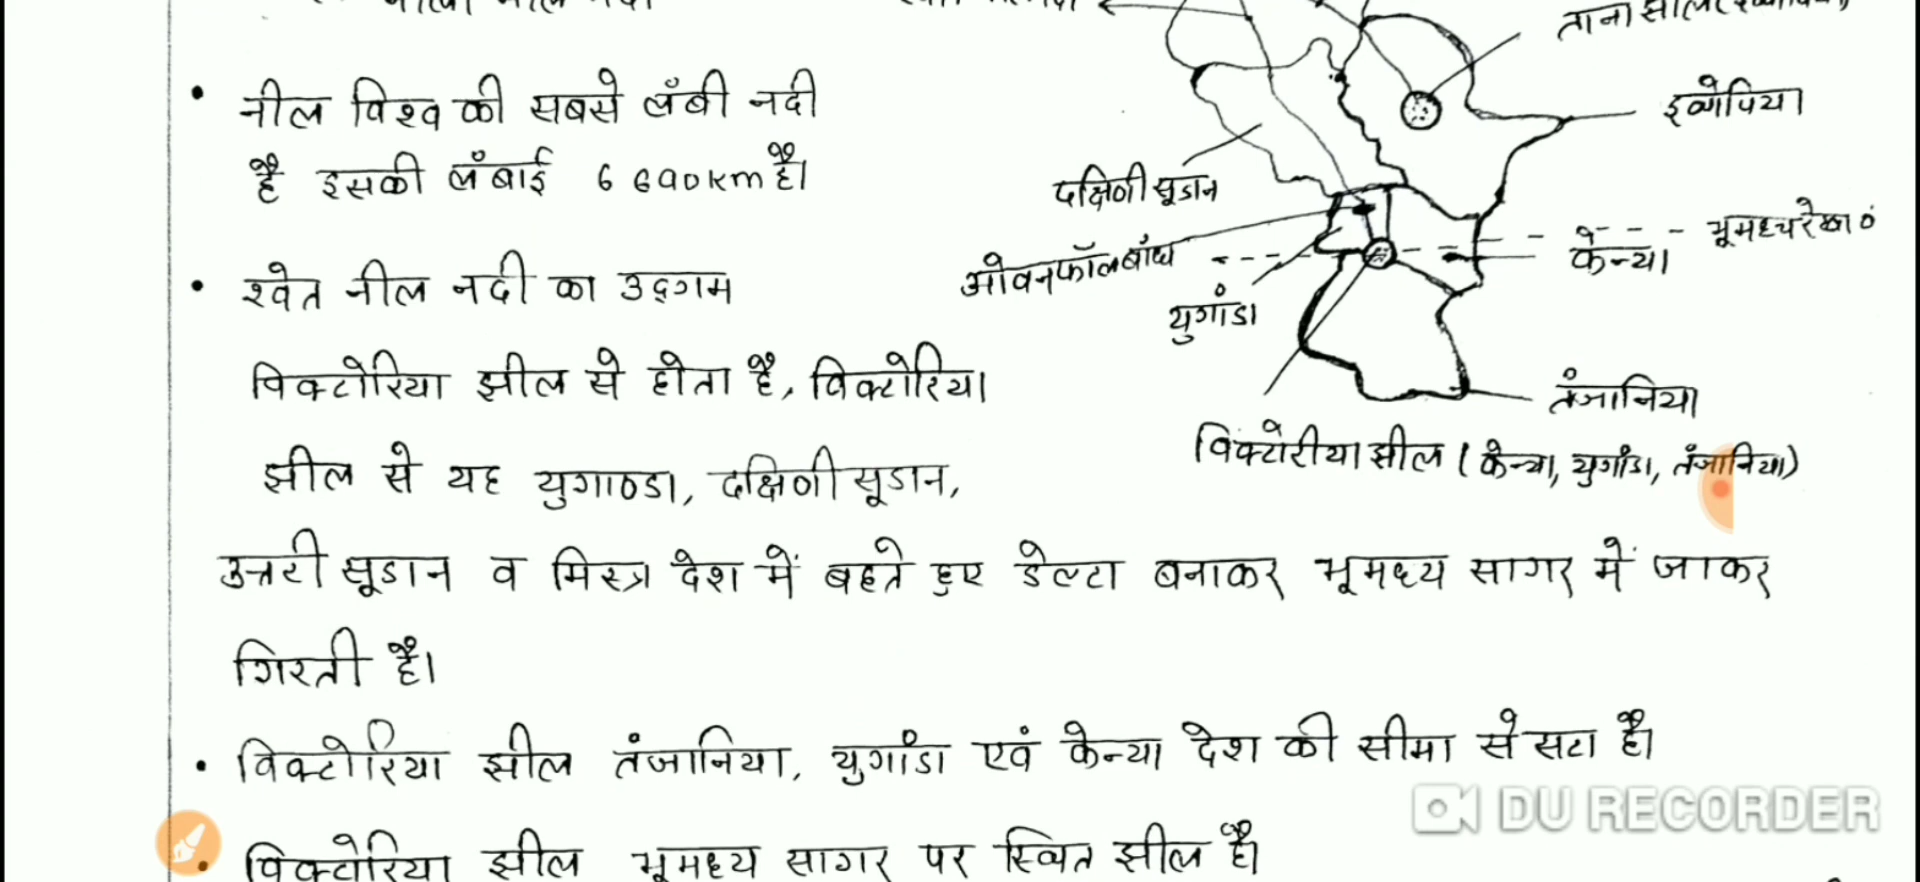 नील नदी
ताना झील
• नील विश्व की सबसे लंबी नदी
है इसकी लंबाई 6690km है।
इथोपिया
दक्षिणी सूडान
भूमध्यरेखा 0
केन्या
ओवनफॉल बांध
युगांडा
तंजानिया
विक्टोरीया झील (केन्या, युगांडा, तंजानिया)
• श्वेत नील नदी का उद्गम
विक्टोरिया झील से होता है, विक्टोरिया
झील से यह युगाण्डा, दक्षिणी सूडान,
उत्तरी सूडान व मिस्त्र देश में बहते हुए डेल्टा बनाकर भूमध्य सागर में जाकर
गिरती है।
• विक्टोरिया झील तंजानिया, युगांडा एवं केन्या देश की सीमा से सटा है।
• विक्टोरिया झील भूमध्य सागर पर स्थित झील है।
DU RECORDER